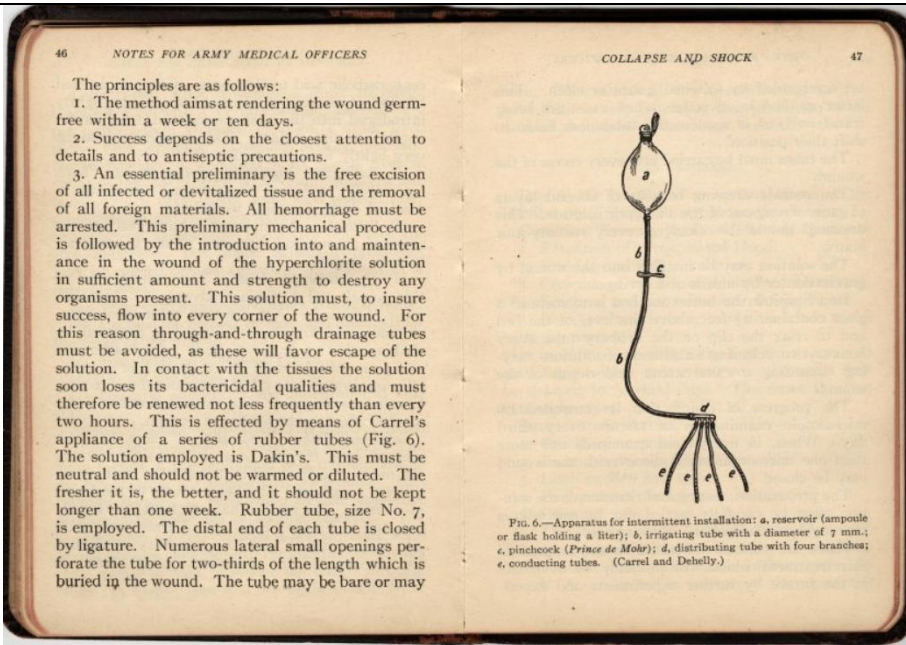 46 NOTES FOR ARMY MEDICAL OFFICERS
The principles are as follows:
1. The method aims at rendering the wound germ-
free within a week or ten days.
2. Success depends on the closest attention to
details and to antiseptic precautions.
3. An essential preliminary is the free excision
of all infected or devitalized tissue and the removal
of all foreign materials. All hemorrhage must be
arrested. This preliminary mechanical procedure
is followed by the introduction into and mainten-
ance in the wound of the hyperchlorite solution
in sufficient amount and strength to destroy any
organisms present. This solution must, to insure
success, flow into every corner of the wound. For
this reason through-and-through drainage tubes
must be avoided, as these will favor escape of the
solution. In contact with the tissues the solution
soon loses its bactericidal qualities and must
therefore be renewed not less frequently than every
two hours. This is effected by means of Carrel's
appliance of a series of rubber tubes (Fig. 6).
The solution employed is Dakin's. This must be
neutral and should not be warmed or diluted. The
fresher it is, the better, and it should not be kept
longer than one week. Rubber tube, size No. 7,
is employed. The distal end of each tube is closed
by ligature. Numerous lateral small openings per-
forate the tube for two-thirds of the length which is
buried in the wound. The tube may be bare or may
COLLAPSE AND SHOCK 47
a
b
c
b
d
e
e
e
e
FIG. 6.—Apparatus for intermittent installation: a, reservoir (ampoule
or flask holding a liter); b, irrigating tube with a diameter of 7 mm.;
c, pinchcock (Prince de Mohr); d, distributing tube with four branches;
e, conducting tubes. (Carrel and Dehelly.)